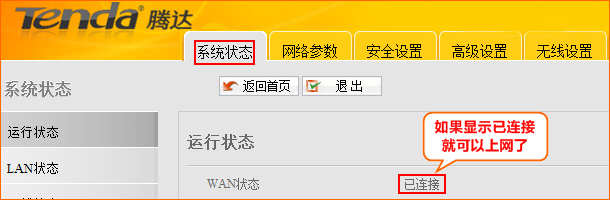 Tenda 腾达
系统状态 网络参数 安全设置 高级设置 无线设置
系统状态
返回首页 退 出
运行状态
LAN状态
运行状态
如果显示已连接
就可以上网了
WAN状态 已连接